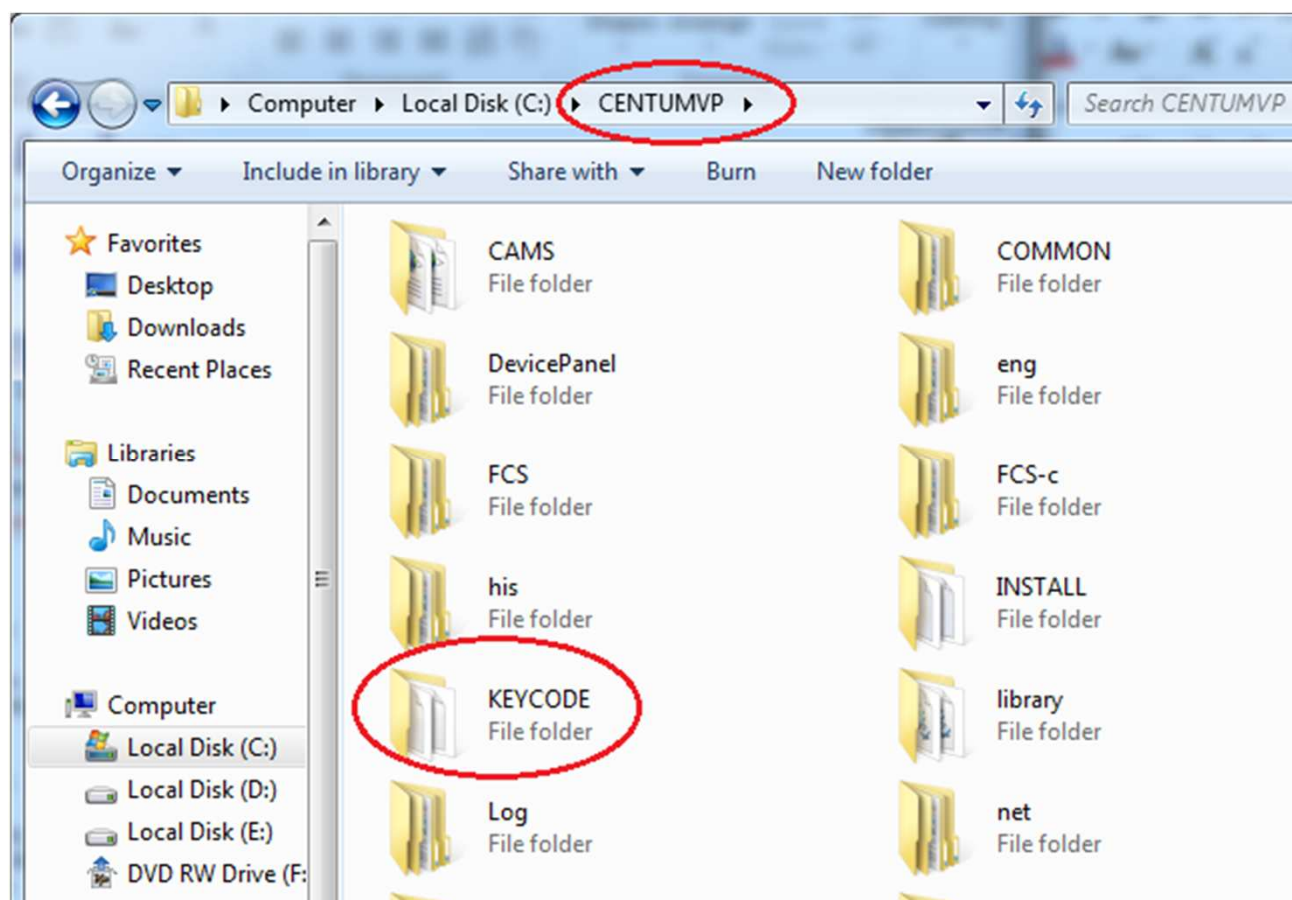 Computer Local Disk (C:) CENTUMVP Search CENTUMVP
Organize Include in library Share with Burn New folder
Favorites
Desktop
Downloads
Recent Places
Libraries
Documents
Music
Pictures
Videos
Computer
Local Disk (C:)
Local Disk (D:)
Local Disk (E:)
DVD RW Drive (F:
CAMS
File folder
COMMON
File folder
DevicePanel
File folder
eng
File folder
FCS
File folder
FCS-c
File folder
his
File folder
INSTALL
File folder
KEYCODE
File folder
library
File folder
Log
File folder
net
File folder